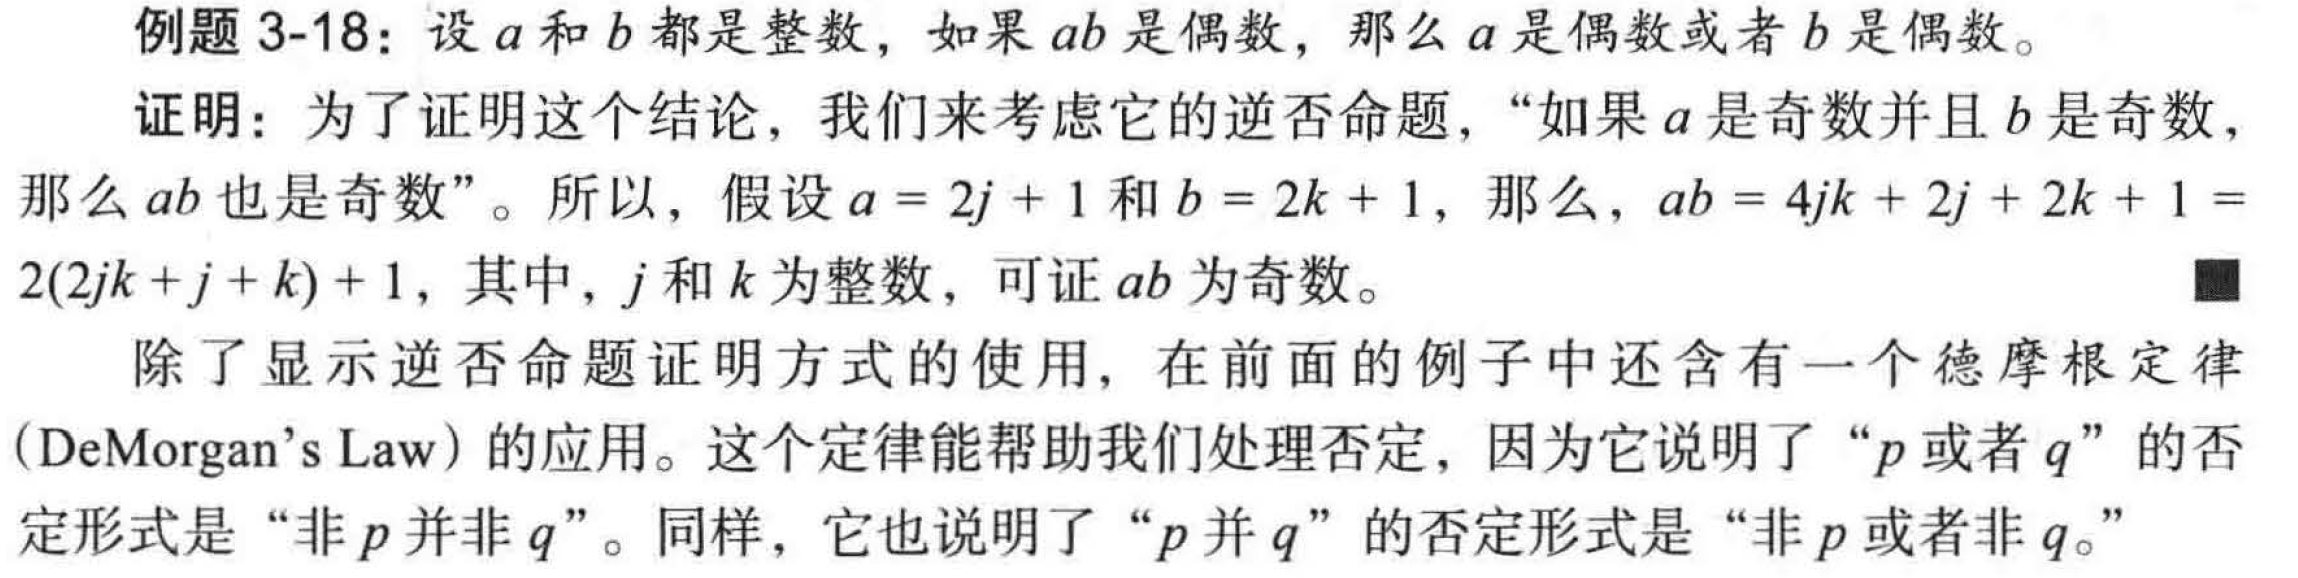 例题 3-18：设 a 和 b 都是整数，如果 ab 是偶数，那么 a 是偶数或者 b 是偶数。
证明：为了证明这个结论，我们来考虑它的逆否命题，“如果 a 是奇数并且 b 是奇数，
那么 ab 也是奇数”。所以，假设 a = 2j + 1 和 b = 2k + 1，那么，ab = 4jk + 2j + 2k + 1 =
2(2jk + j + k) + 1，其中，j 和 k 为整数，可证 ab 为奇数。 ■
除了显示逆否命题证明方式的使用，在前面的例子中还含有一个德摩根定律
（DeMorgan’s Law）的应用。这个定律能帮助我们处理否定，因为它说明了“p 或者 q”的否
定形式是“非 p 并非 q”。同样，它也说明了“p 并 q”的否定形式是“非 p 或者非 q。”